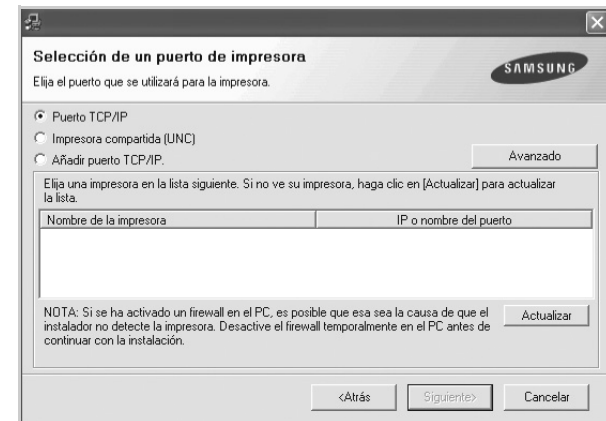 Selección de un puerto de impresora
Elija el puerto que se utilizará para la impresora.
SAMSUNG
Puerto TCP/IP
Impresora compartida (UNC)
Añadir puerto TCP/IP.
Avanzado
Elija una impresora en la lista siguiente. Si no ve su impresora, haga clic en [Actualizar] para actualizar
la lista.
Nombre de la impresora
IP o nombre del puerto
NOTA: Si se ha activado un firewall en el PC, es posible que esa sea la causa de que el
instalador no detecte la impresora. Desactive el firewall temporalmente en el PC antes de
continuar con la instalación.
Actualizar
<Atrás
Siguiente>
Cancelar